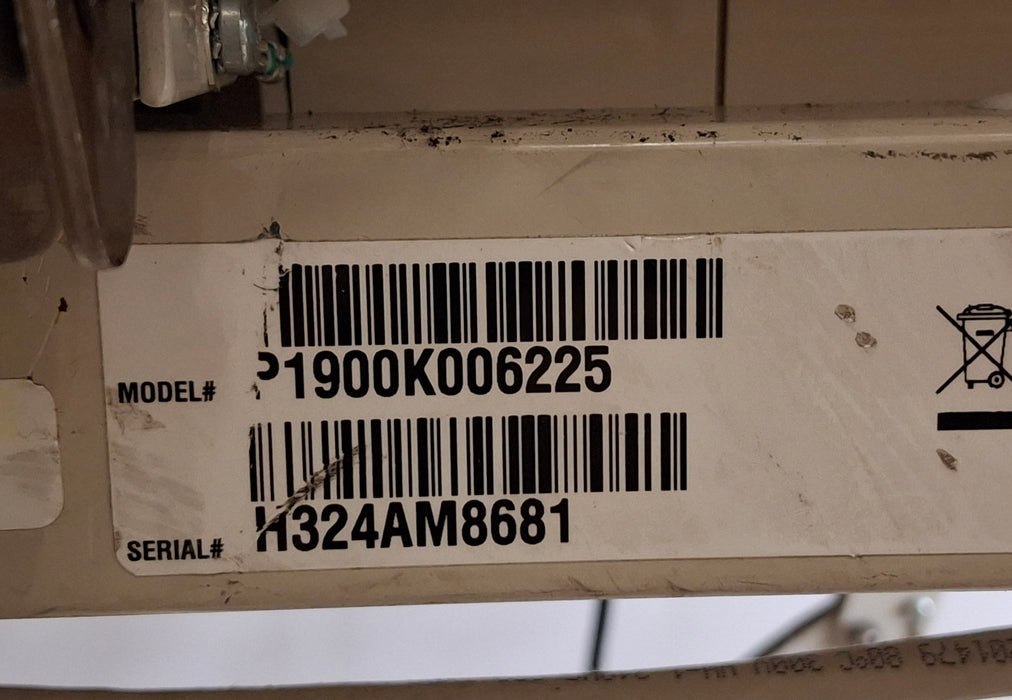 MODEL# P1900K006225
SERIAL# H324AM8681